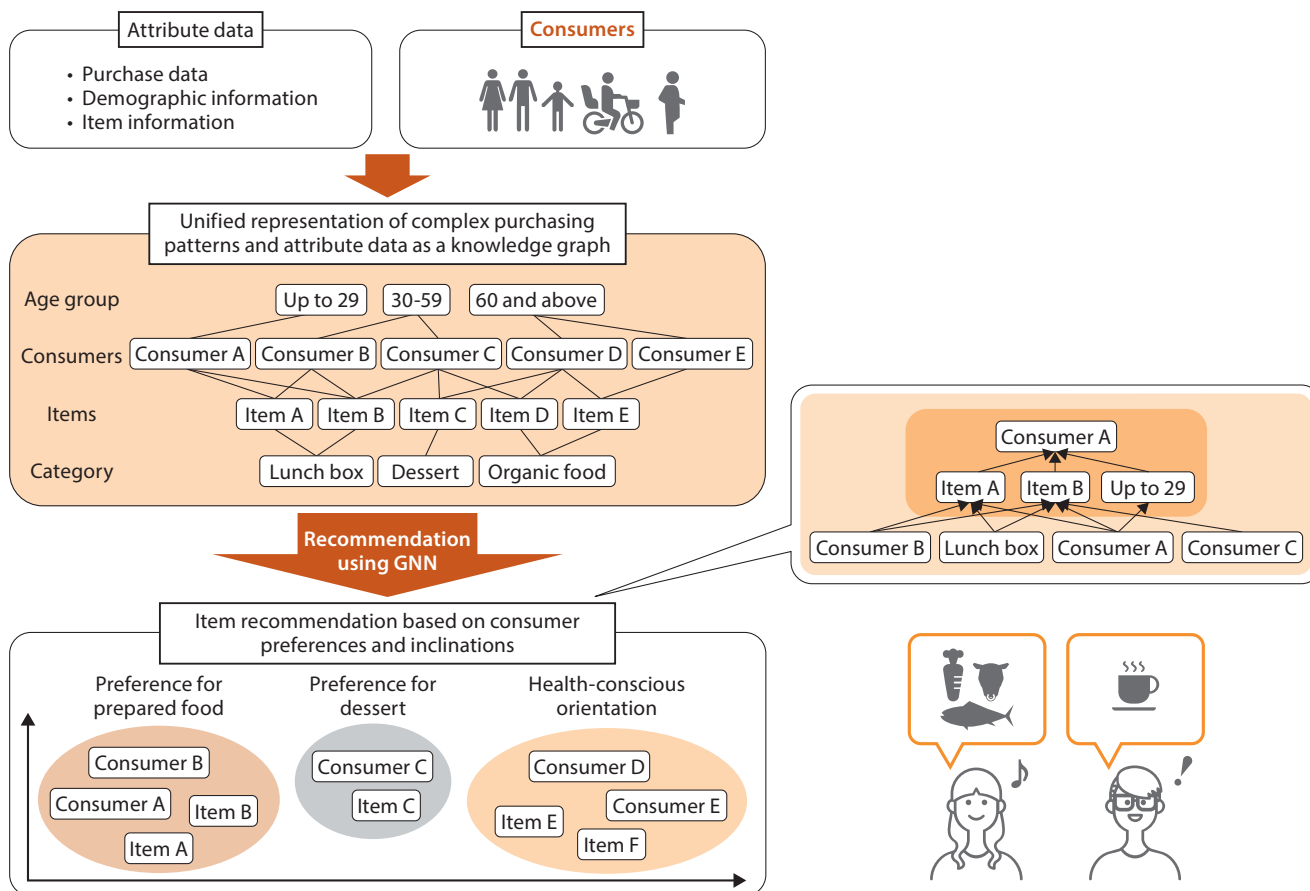 Attribute data
• Purchase data
• Demographic information
• Item information
Consumers
Unified representation of complex purchasing
patterns and attribute data as a knowledge graph
Age group
Up to 29
30-59
60 and above
Consumers
Consumer A
Consumer B
Consumer C
Consumer D
Consumer E
Items
Item A
Item B
Item C
Item D
Item E
Category
Lunch box
Dessert
Organic food
Recommendation
using GNN
Consumer A
Item A
Item B
Up to 29
Consumer B
Lunch box
Consumer A
Consumer C
Item recommendation based on consumer
preferences and inclinations
Preference for
prepared food
Consumer B
Consumer A
Item B
Item A
Preference for
dessert
Consumer C
Item C
Health-conscious
orientation
Consumer D
Consumer E
Item E
Item F